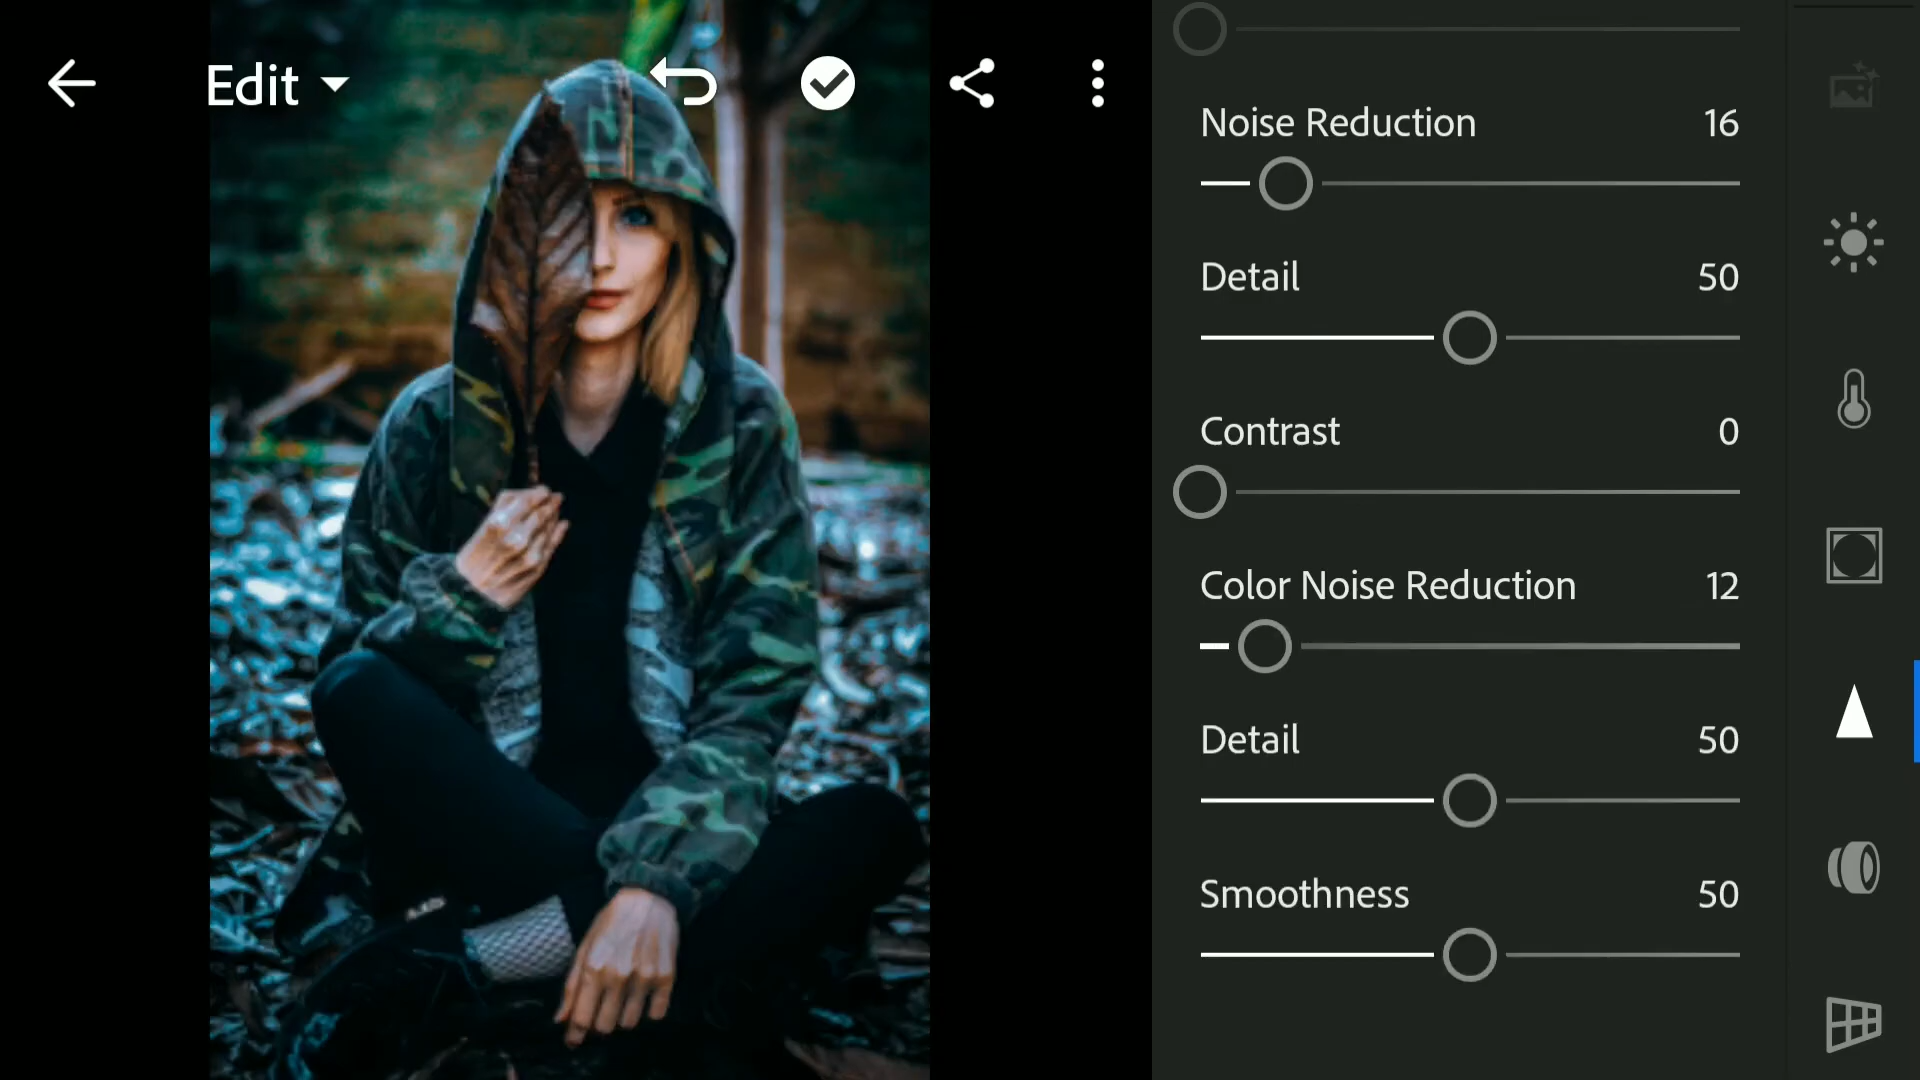 Edit
Noise Reduction 16
Detail 50
Contrast 0
Color Noise Reduction 12
Detail 50
Smoothness 50